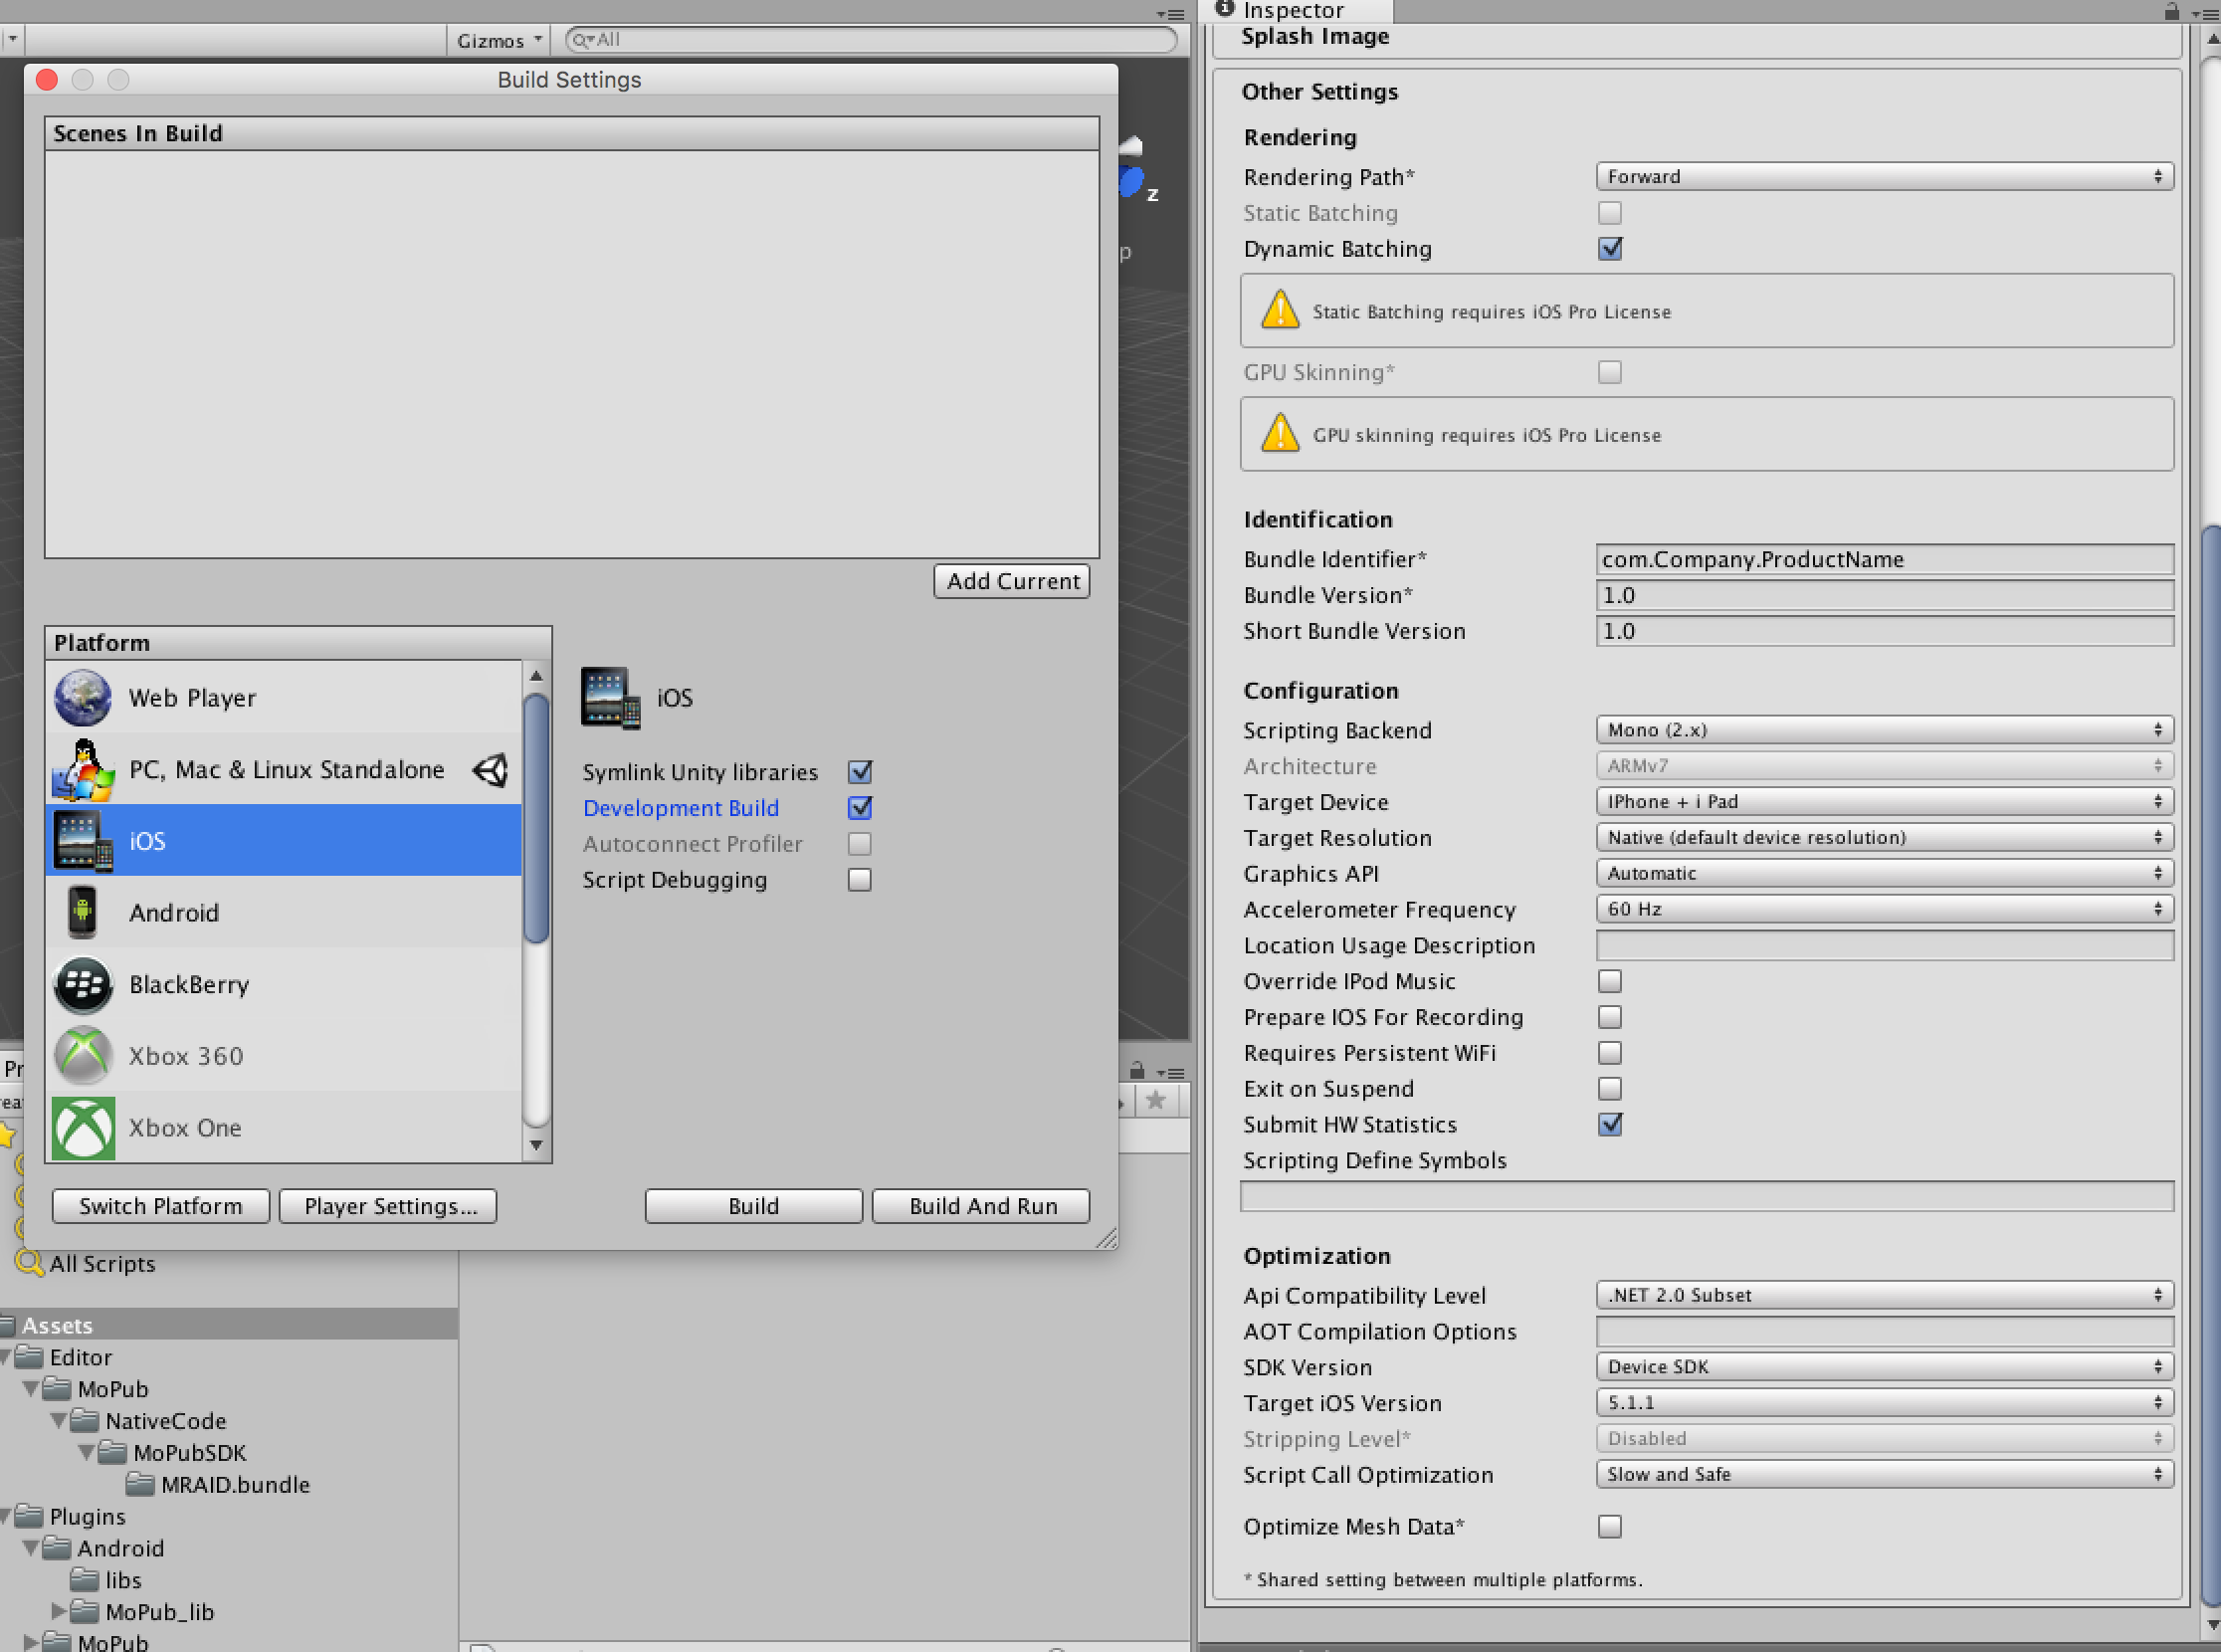 Gizmos
All
Build Settings
Scenes In Build
z
p
Add Current
Platform
Web Player
PC, Mac & Linux Standalone
iOS
Android
BlackBerry
Xbox 360
Xbox One
iOS
Symlink Unity libraries
Development Build
Autoconnect Profiler
Script Debugging
Switch Platform
Player Settings...
Build
Build And Run
Pr
All Scripts
Assets
Editor
MoPub
NativeCode
MoPubSDK
MRAID.bundle
Plugins
Android
libs
MoPub_lib
MoPub
Inspector
Splash Image
Other Settings
Rendering
Rendering Path* Forward
Static Batching
Dynamic Batching
Static Batching requires iOS Pro License
GPU Skinning*
GPU skinning requires iOS Pro License
Identification
Bundle Identifier* com.Company.ProductName
Bundle Version* 1.0
Short Bundle Version 1.0
Configuration
Scripting Backend Mono (2.x)
Architecture ARMv7
Target Device IPhone + i Pad
Target Resolution Native (default device resolution)
Graphics API Automatic
Accelerometer Frequency 60 Hz
Location Usage Description
Override IPod Music
Prepare IOS For Recording
Requires Persistent WiFi
Exit on Suspend
Submit HW Statistics
Scripting Define Symbols
Optimization
Api Compatibility Level .NET 2.0 Subset
AOT Compilation Options
SDK Version Device SDK
Target iOS Version 5.1.1
Stripping Level* Disabled
Script Call Optimization Slow and Safe
Optimize Mesh Data*
* Shared setting between multiple platforms.